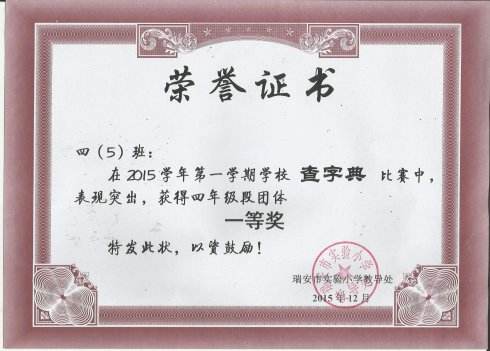 荣誉证书
四（5）班：
在2015学年第一学期学校 查字典 比赛中，
表现突出，获得四年级段团体
一等奖
特发此状，以资鼓励！
瑞安市实验小学教导处
2015年12月